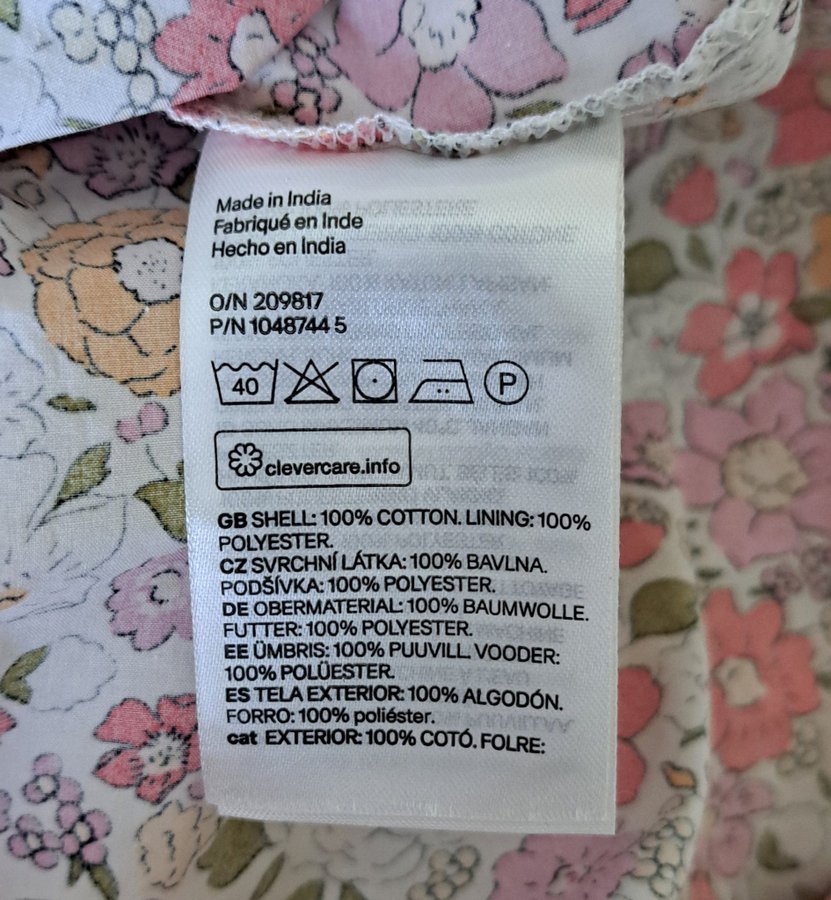 Made in India
Fabriqué en Inde
Hecho en India
O/N 209817
P/N 1048744 5
40
P
clevercare.info
GB SHELL: 100% COTTON. LINING: 100%
POLYESTER.
CZ SVRCHNÍ LÁTKA: 100% BAVLNA.
PODŠÍVKA: 100% POLYESTER.
DE OBERMATERIAL: 100% BAUMWOLLE.
FUTTER: 100% POLYESTER.
EE ÜMBRIS: 100% PUUVILL. VOODER:
100% POLÜESTER.
ES TELA EXTERIOR: 100% ALGODÓN.
FORRO: 100% poliéster.
cat EXTERIOR: 100% COTÓ. FOLRE: